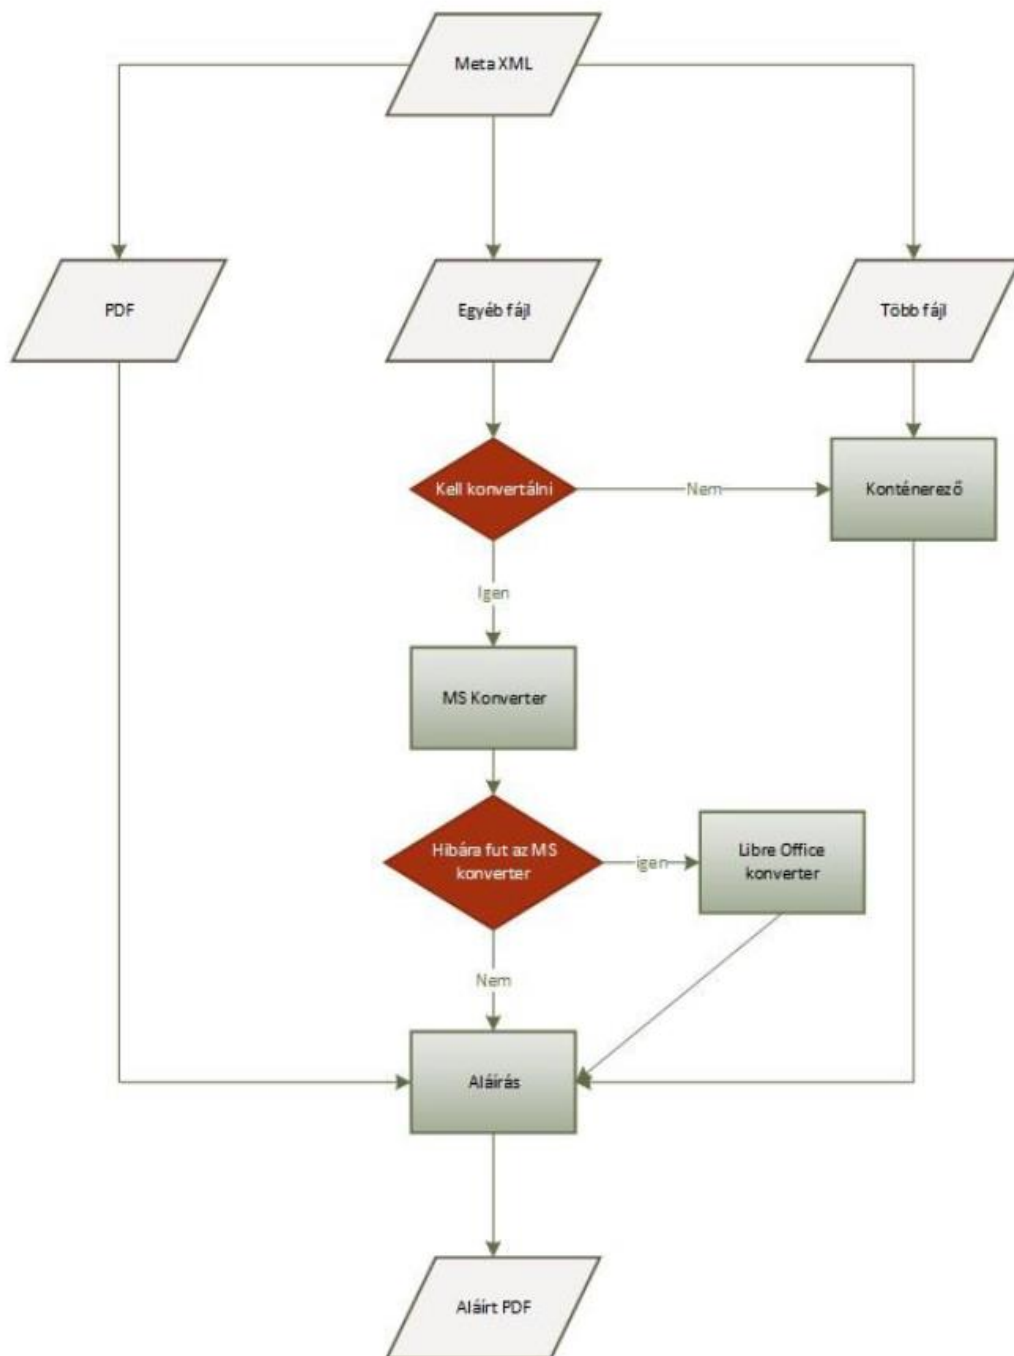 Meta XML
PDF
Egyéb fájl
Több fájl
Kell konvertálni
Nem
Konténerező
Igen
MS Konverter
Hibára fut az MS
konverter
igen
Libre Office
konverter
Nem
Aláírás
Aláírt PDF